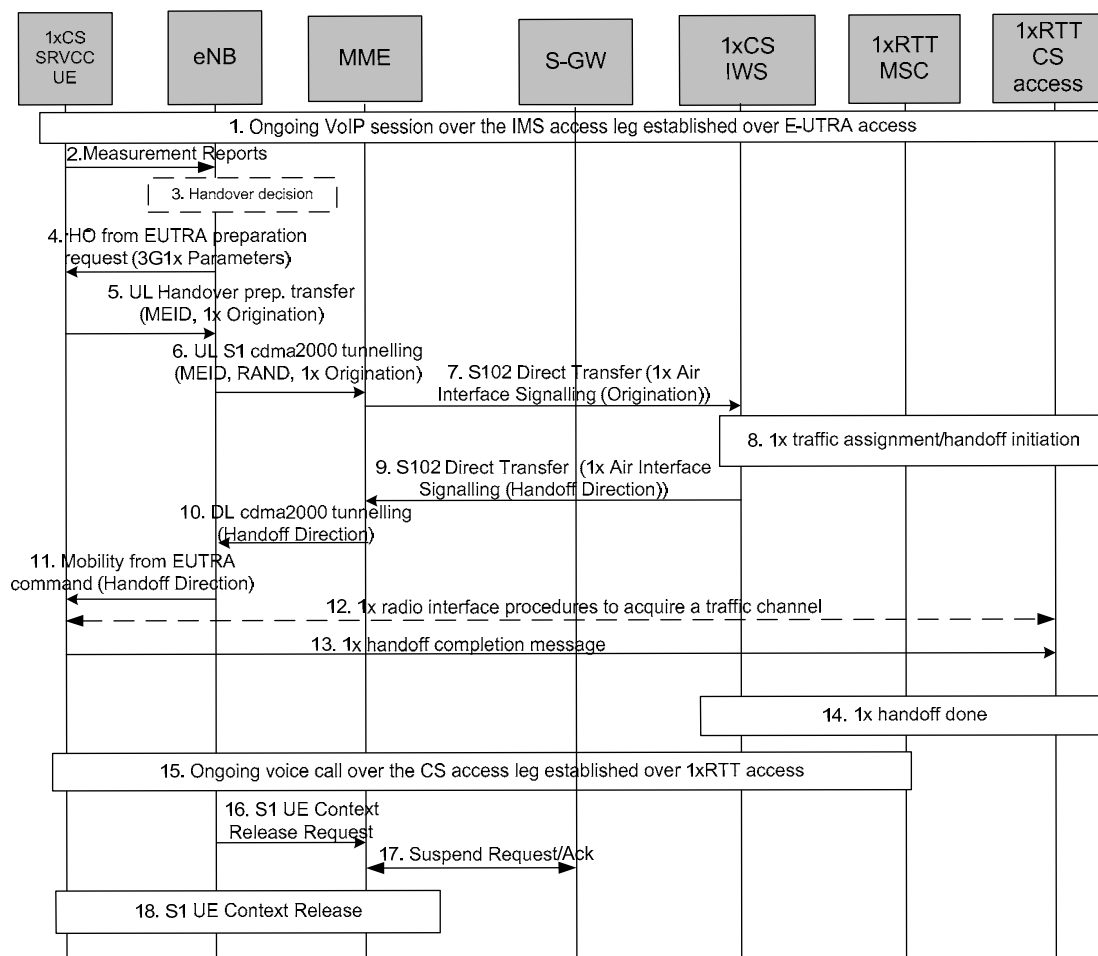 1xCS
SRVCC
UE
eNB
MME
S-GW
1xCS
IWS
1xRTT
MSC
1xRTT
CS
access
1. Ongoing VoIP session over the IMS access leg established over E-UTRA access
2.Measurement Reports
3. Handover decision
4. HO from EUTRA preparation
request (3G1x Parameters)
5. UL Handover prep. transfer
(MEID, 1x Origination)
6. UL S1 cdma2000 tunnelling
(MEID, RAND, 1x Origination)
7. S102 Direct Transfer (1x Air
Interface Signalling (Origination))
8. 1x traffic assignment/handoff initiation
9. S102 Direct Transfer (1x Air Interface
Signalling (Handoff Direction))
10. DL cdma2000 tunnelling
(Handoff Direction)
11. Mobility from EUTRA
command (Handoff Direction)
12. 1x radio interface procedures to acquire a traffic channel
13. 1x handoff completion message
14. 1x handoff done
15. Ongoing voice call over the CS access leg established over 1xRTT access
16. S1 UE Context
Release Request
17. Suspend Request/Ack
18. S1 UE Context Release